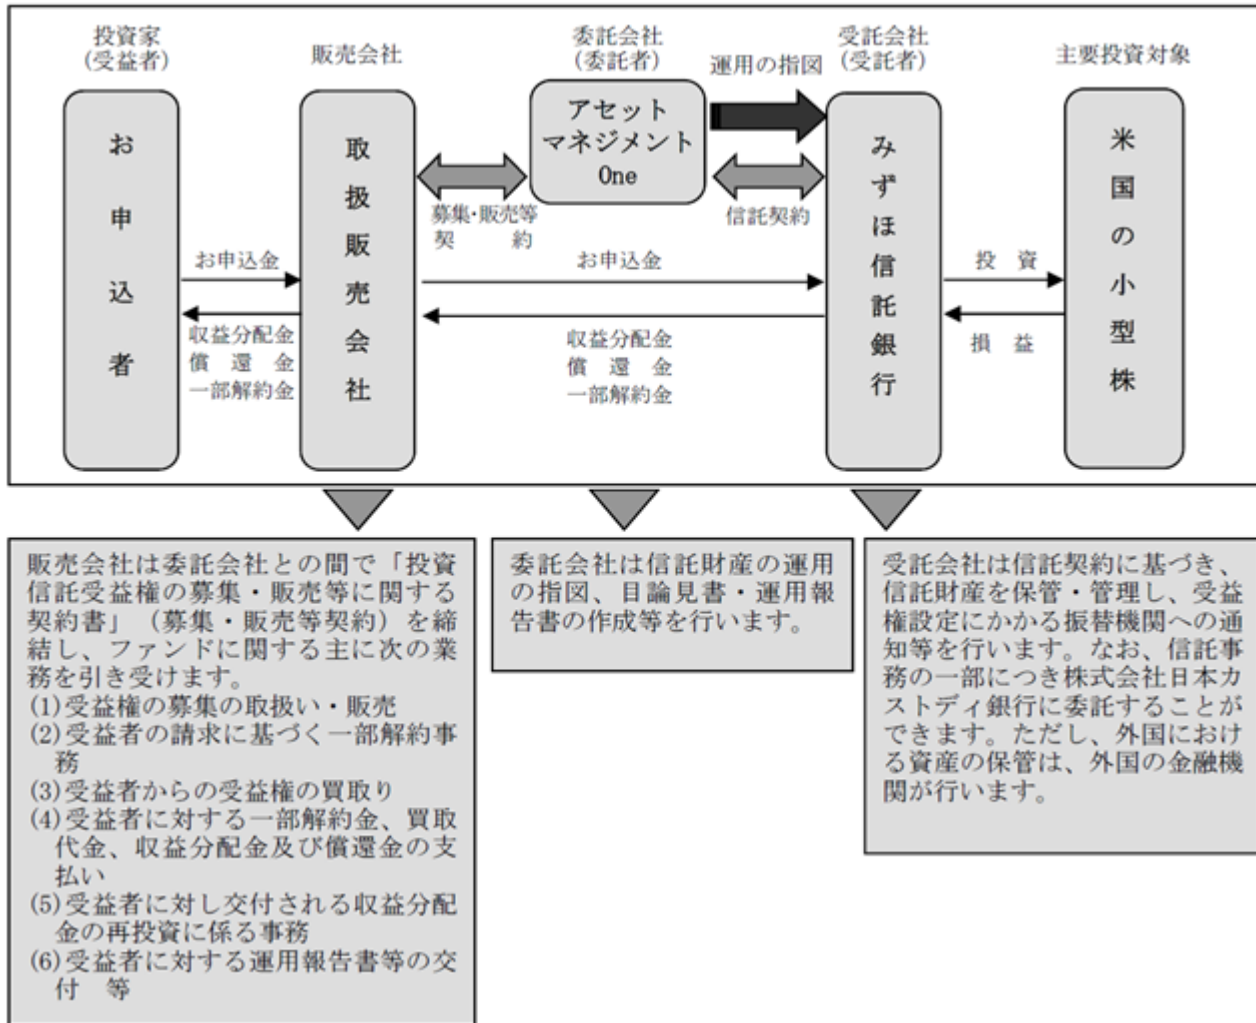 投資家
(受益者)
販売会社
委託会社
(委託者)
運用の指図
受託会社
(受託者)
主要投資対象
お申込者
取扱販売会社
アセット
マネジメント
One
みずほ信託銀行
米国の小型株
募集・販売等
契　　約
信託契約
お申込金
お申込金
投　資
収益分配金
償　還　金
一部解約金
収益分配金
償　還　金
一部解約金
損　益
販売会社は委託会社との間で「投資
信託受益権の募集・販売等に関する
契約書」（募集・販売等契約）を締
結し、ファンドに関する主に次の業
務を引き受けます。
(1)受益権の募集の取扱い・販売
(2)受益者の請求に基づく一部解約事
務
(3)受益者からの受益権の買取り
(4)受益者に対する一部解約金、買取
代金、収益分配金及び償還金の支
払い
(5)受益者に対し交付される収益分配
金の再投資に係る事務
(6)受益者に対する運用報告書等の交
付　等
委託会社は信託財産の運用
の指図、目論見書・運用報
告書の作成等を行います。
受託会社は信託契約に基づき、
信託財産を保管・管理し、受益
権設定にかかる振替機関への通
知等を行います。なお、信託事
務の一部につき株式会社日本カ
ストディ銀行に委託することが
できます。ただし、外国におけ
る資産の保管は、外国の金融機
関が行います。